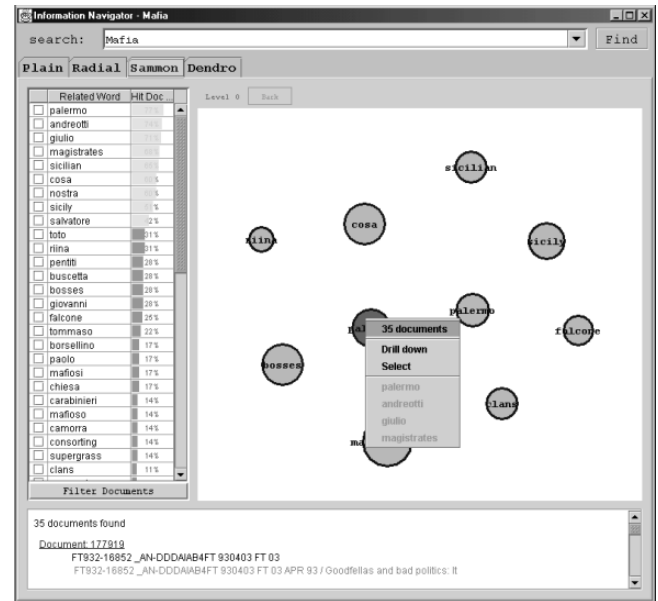 Information Navigator - Mafia
search: Mafia Find
Plain Radial Sammon Dendro
Related Word Hit Doc ...
Level 0 Back
palermo
andreotti
giulio
magistrates
sicilian
cosa
nostra
sicily
salvatore
toto
riina
pentiti
buscetta 28%
bosses 28%
giovanni 28%
falcone 25%
tommaso 22%
borsellino 17%
paolo 17%
mafiosi 17%
chiesa 17%
carabinieri 14%
mafioso 14%
camorra 14%
consorting 14%
supergrass 14%
clans 11%
Filter Documents
sicilian
cosa
riina
sicily
palermo
falcone
bosses
clans
35 documents
Drill down
Select
palermo
andreotti
giulio
magistrates
35 documents found
Document: 177919
FT932-16852 _AN-DDDAIAB4FT 930403 FT 03
FT932-16852 _AN-DDDAIAB4FT 930403 FT 03 APR 93 / Goodfellas and bad politics: It